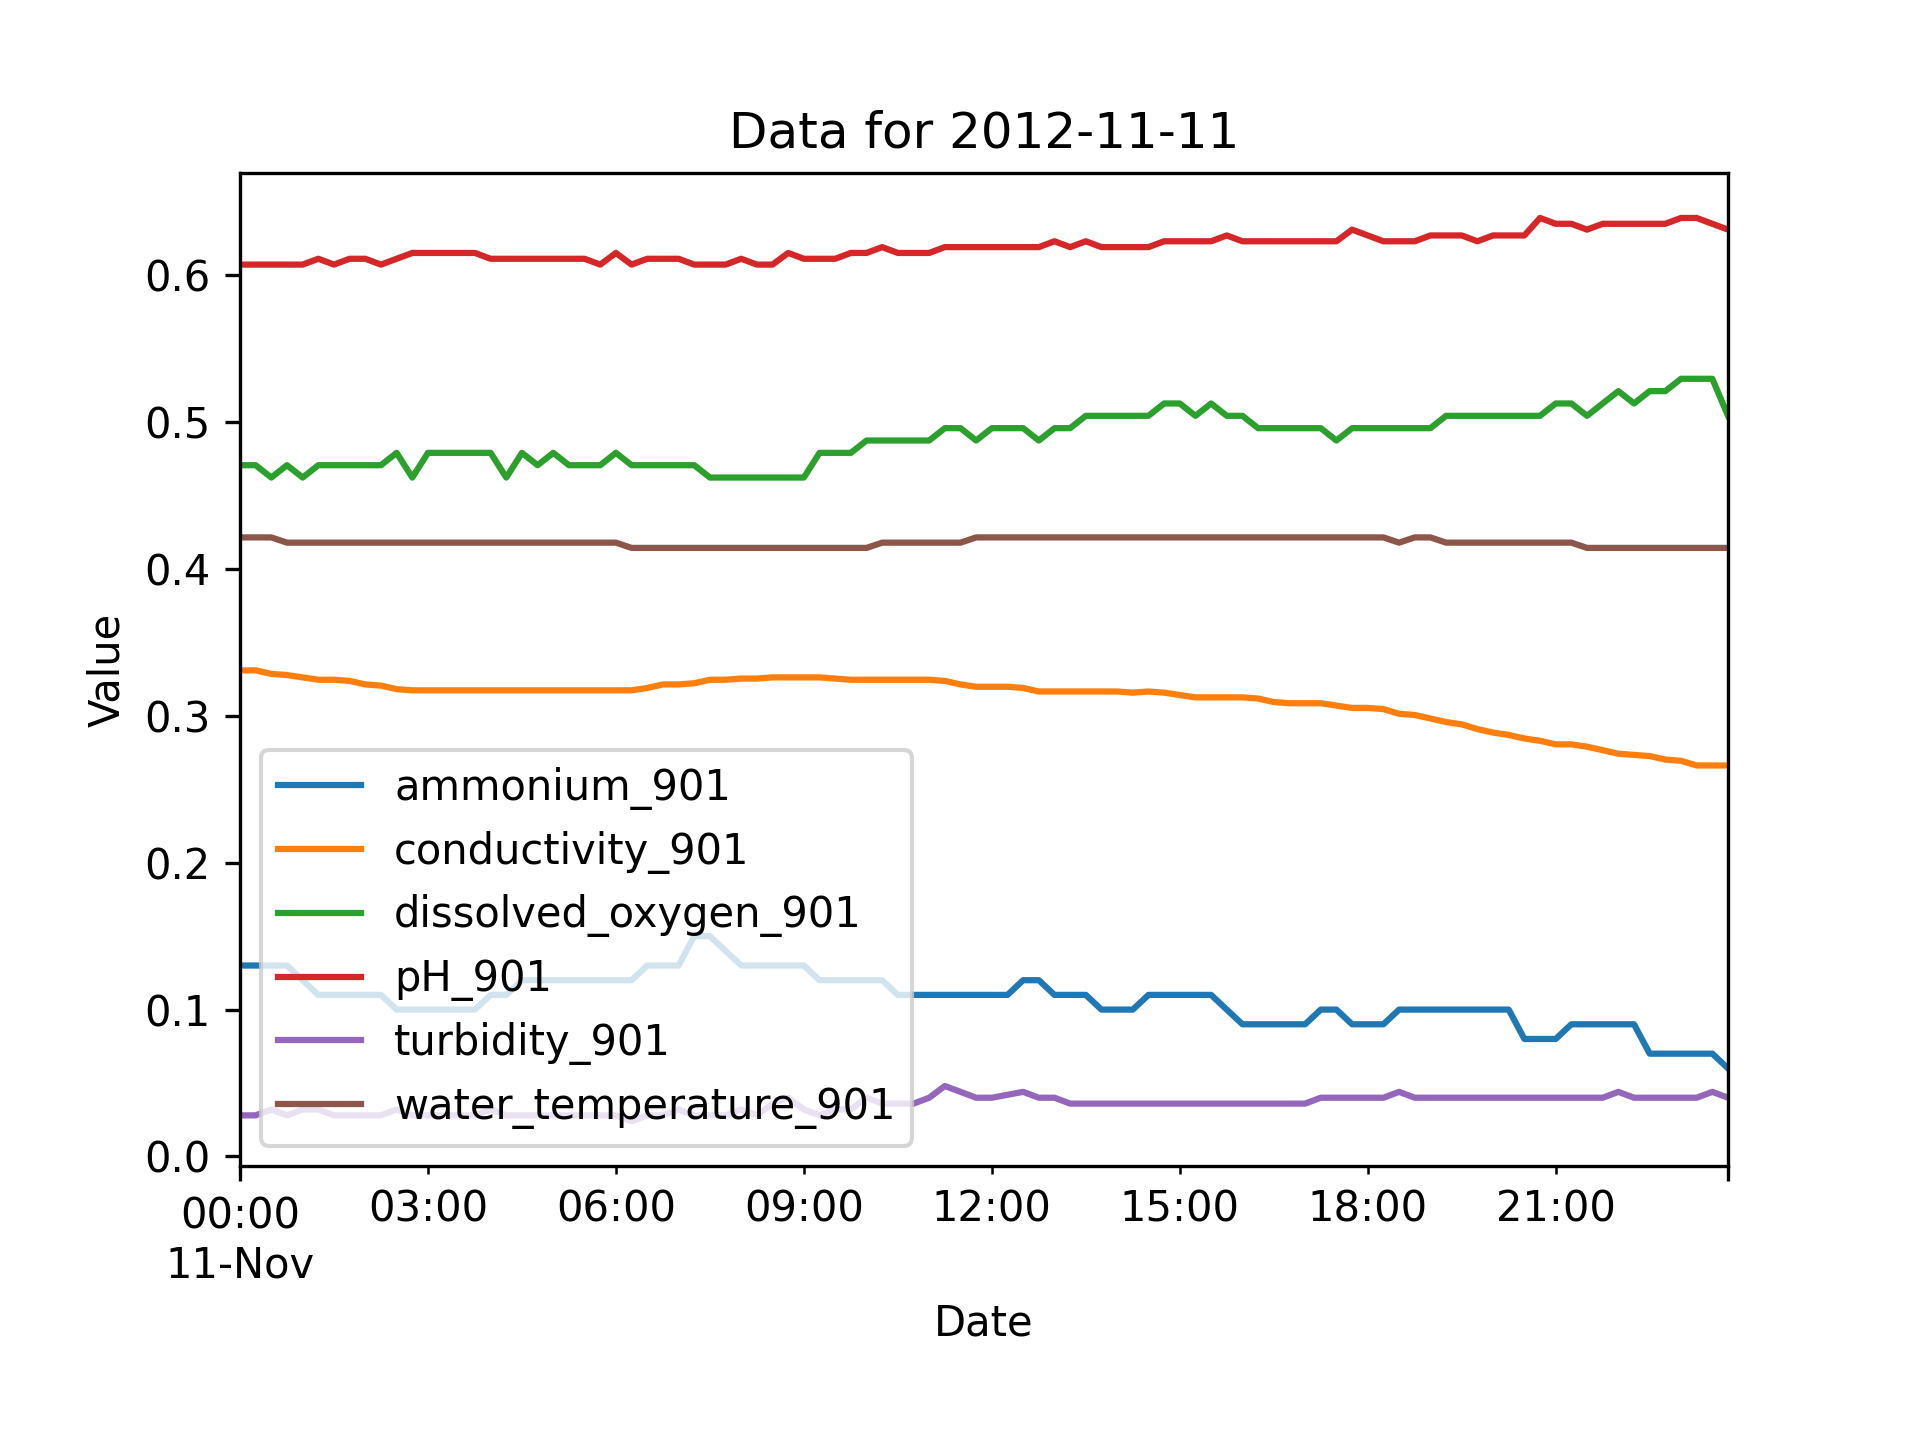 Data for 2012-11-11
Value
0.6
0.5
0.4
0.3
0.2
0.1
0.0
ammonium_901
conductivity_901
dissolved_oxygen_901
pH_901
turbidity_901
water_temperature_901
00:00 03:00 06:00 09:00 12:00 15:00 18:00 21:00
11-Nov
Date